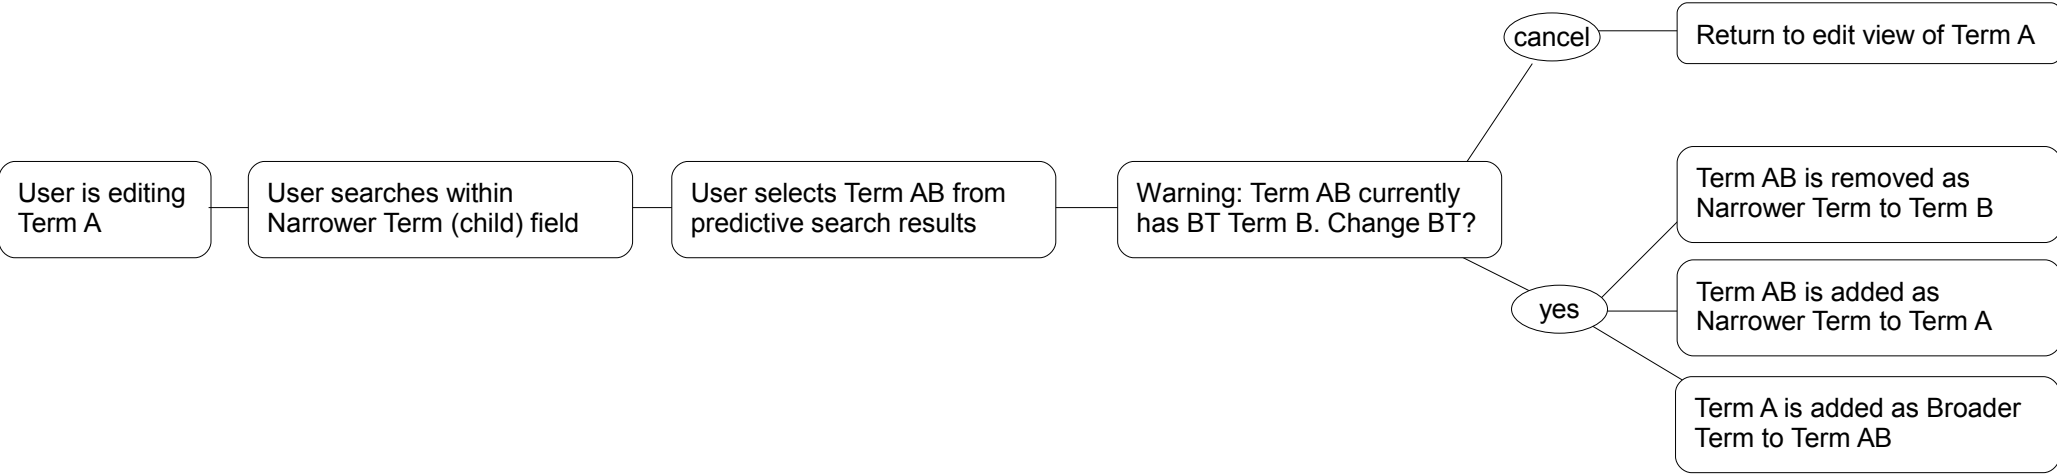 cancel
Return to edit view of Term A
User is editing
Term A
User searches within
Narrower Term (child) field
User selects Term AB from
predictive search results
Warning: Term AB currently
has BT Term B. Change BT?
Term AB is removed as
Narrower Term to Term B
yes
Term AB is added as
Narrower Term to Term A
Term A is added as Broader
Term to Term AB